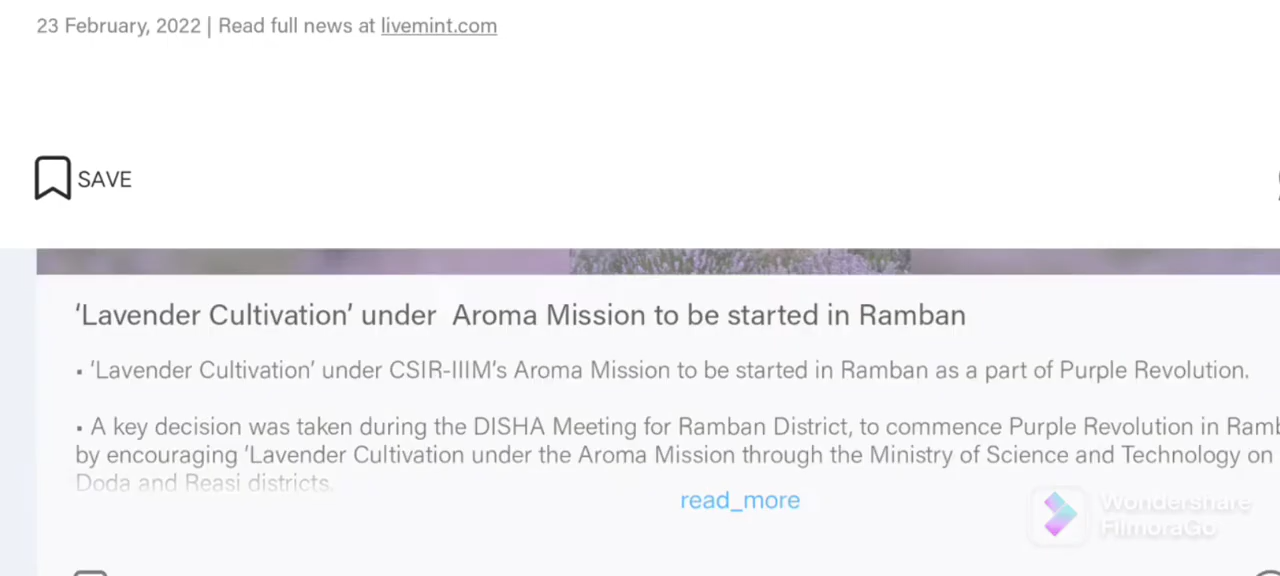 23 February, 2022 | Read full news at livemint.com
SAVE
‘Lavender Cultivation’ under Aroma Mission to be started in Ramban
• ‘Lavender Cultivation’ under CSIR-IIIM’s Aroma Mission to be started in Ramban as a part of Purple Revolution.
• A key decision was taken during the DISHA Meeting for Ramban District, to commence Purple Revolution in Ramb
by encouraging ‘Lavender Cultivation under the Aroma Mission through the Ministry of Science and Technology on
Doda and Reasi districts.
read_more
Wondershare
FilmoraGo